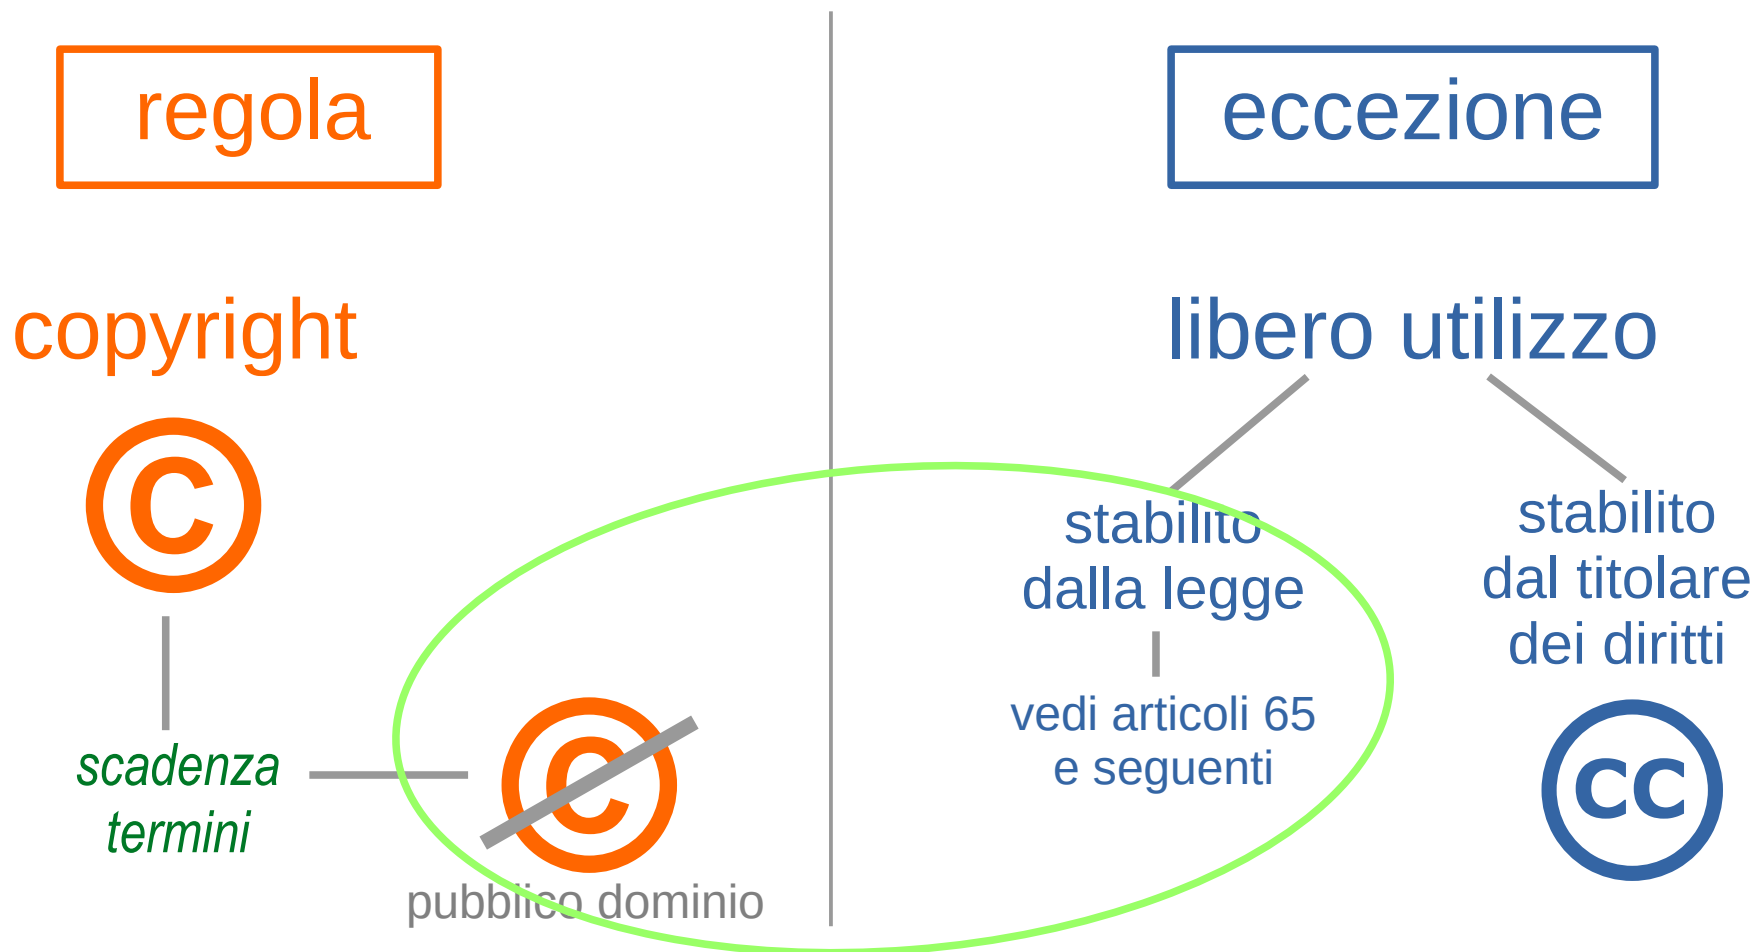 regola
copyright
C
scadenza
termini
C
pubblico dominio
eccezione
libero utilizzo
stabilito
dalla legge
vedi articoli 65
e seguenti
stabilito
dal titolare
dei diritti
CC